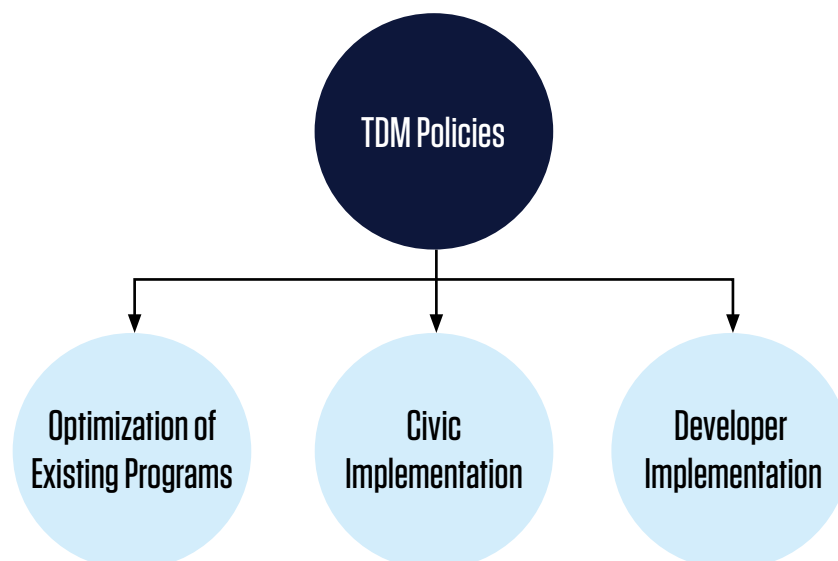 TDM Policies
Optimization of
Existing Programs
Civic
Implementation
Developer
Implementation